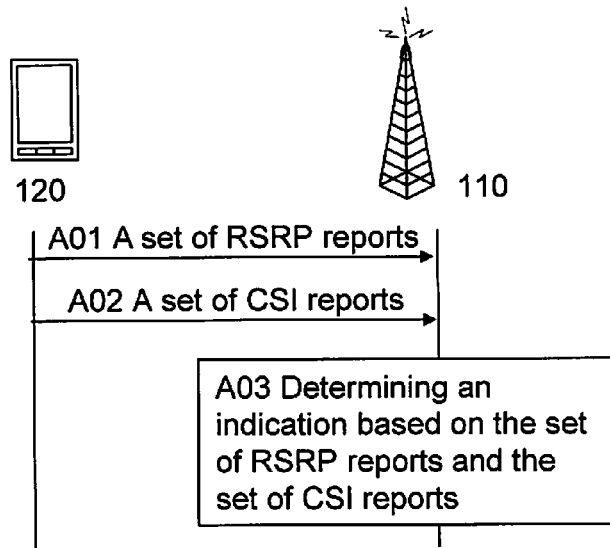 120
110
A01 A set of RSRP reports
A02 A set of CSI reports
A03 Determining an
indication based on the set
of RSRP reports and the
set of CSI reports